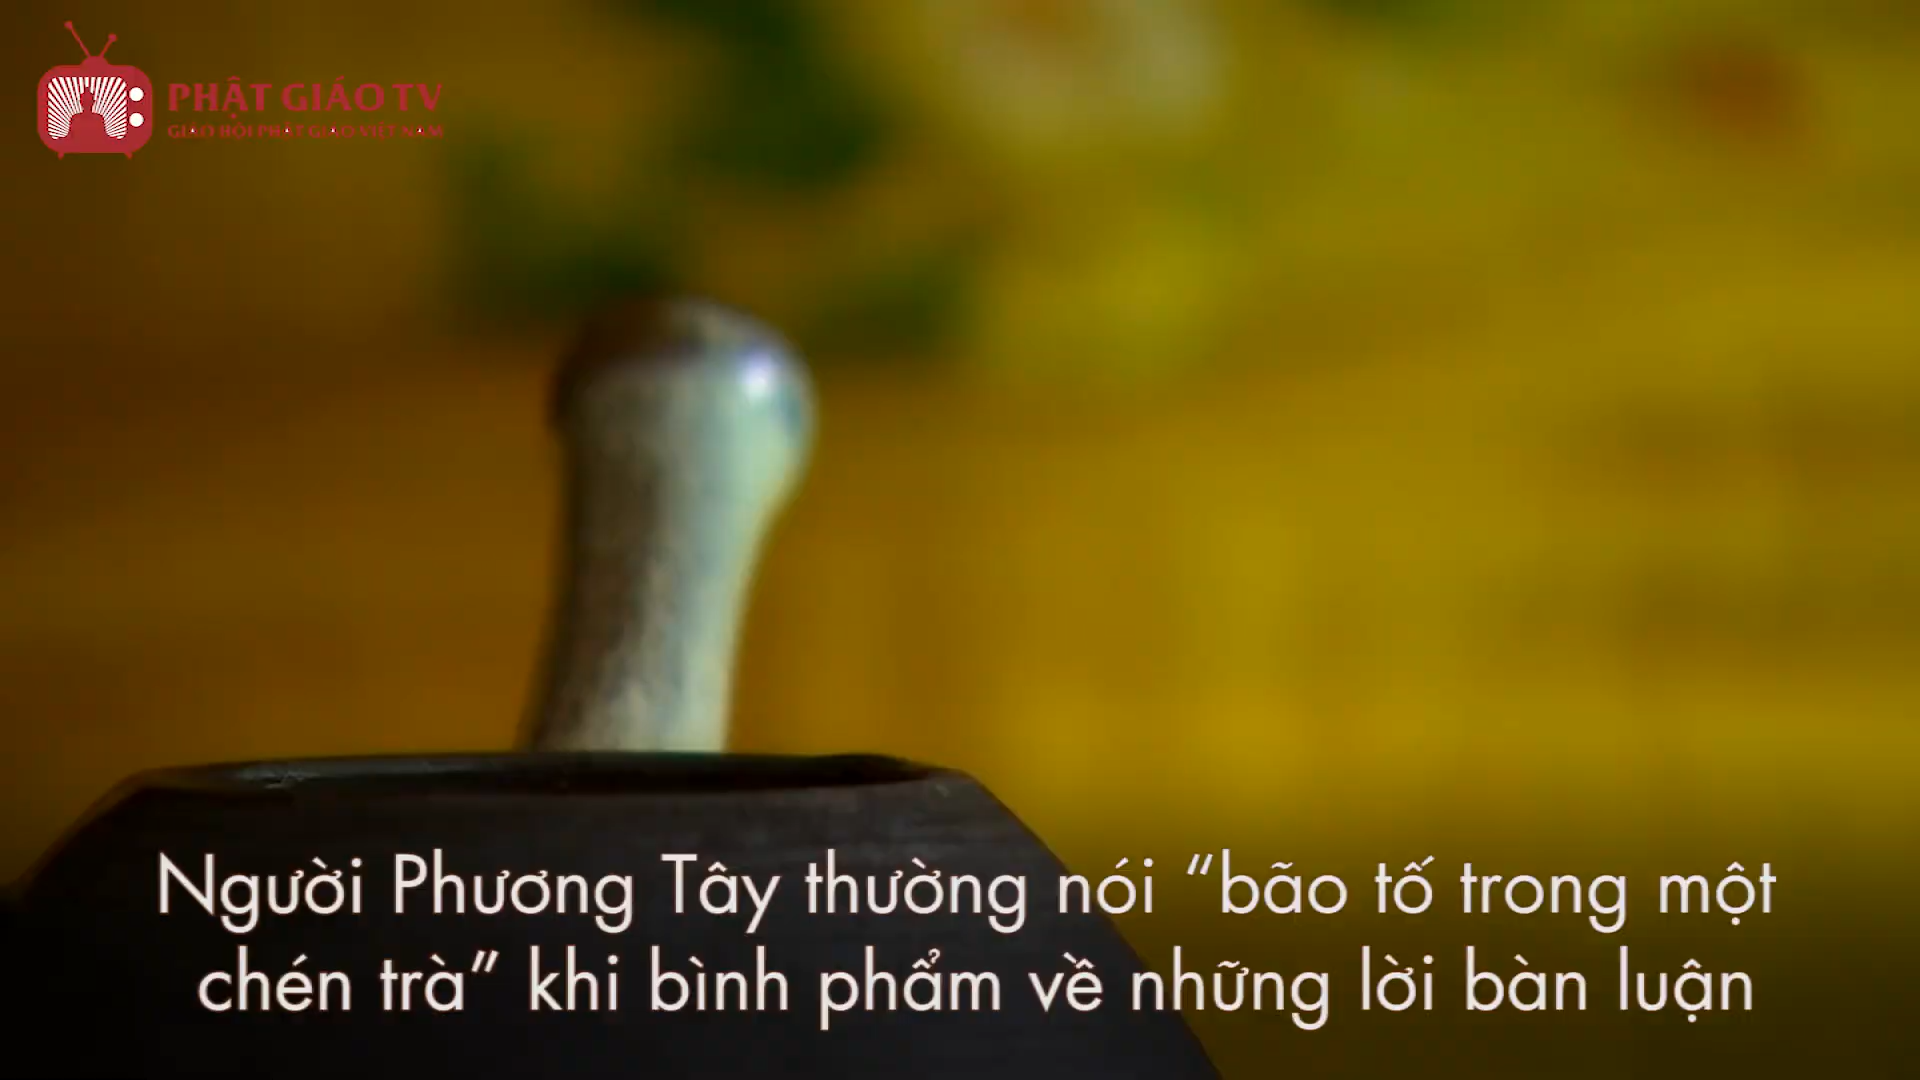 PHẬT GIÁO TV
GIÁO HỘI PHẬT GIÁO VIỆT NAM
Người Phương Tây thường nói “bão tố trong một
chén trà” khi bình phẩm về những lời bàn luận